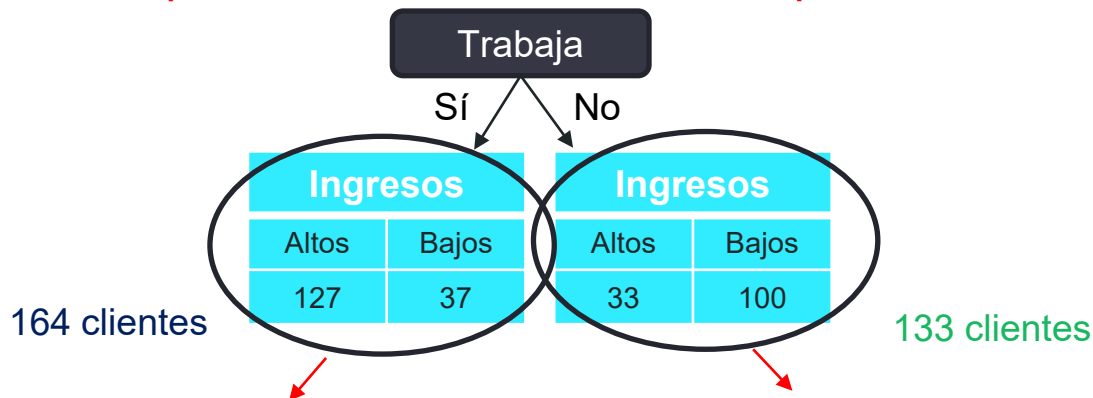 Trabaja
Sí No
Ingresos Ingresos
Altos Bajos Altos Bajos
127 37 33 100
164 clientes 133 clientes